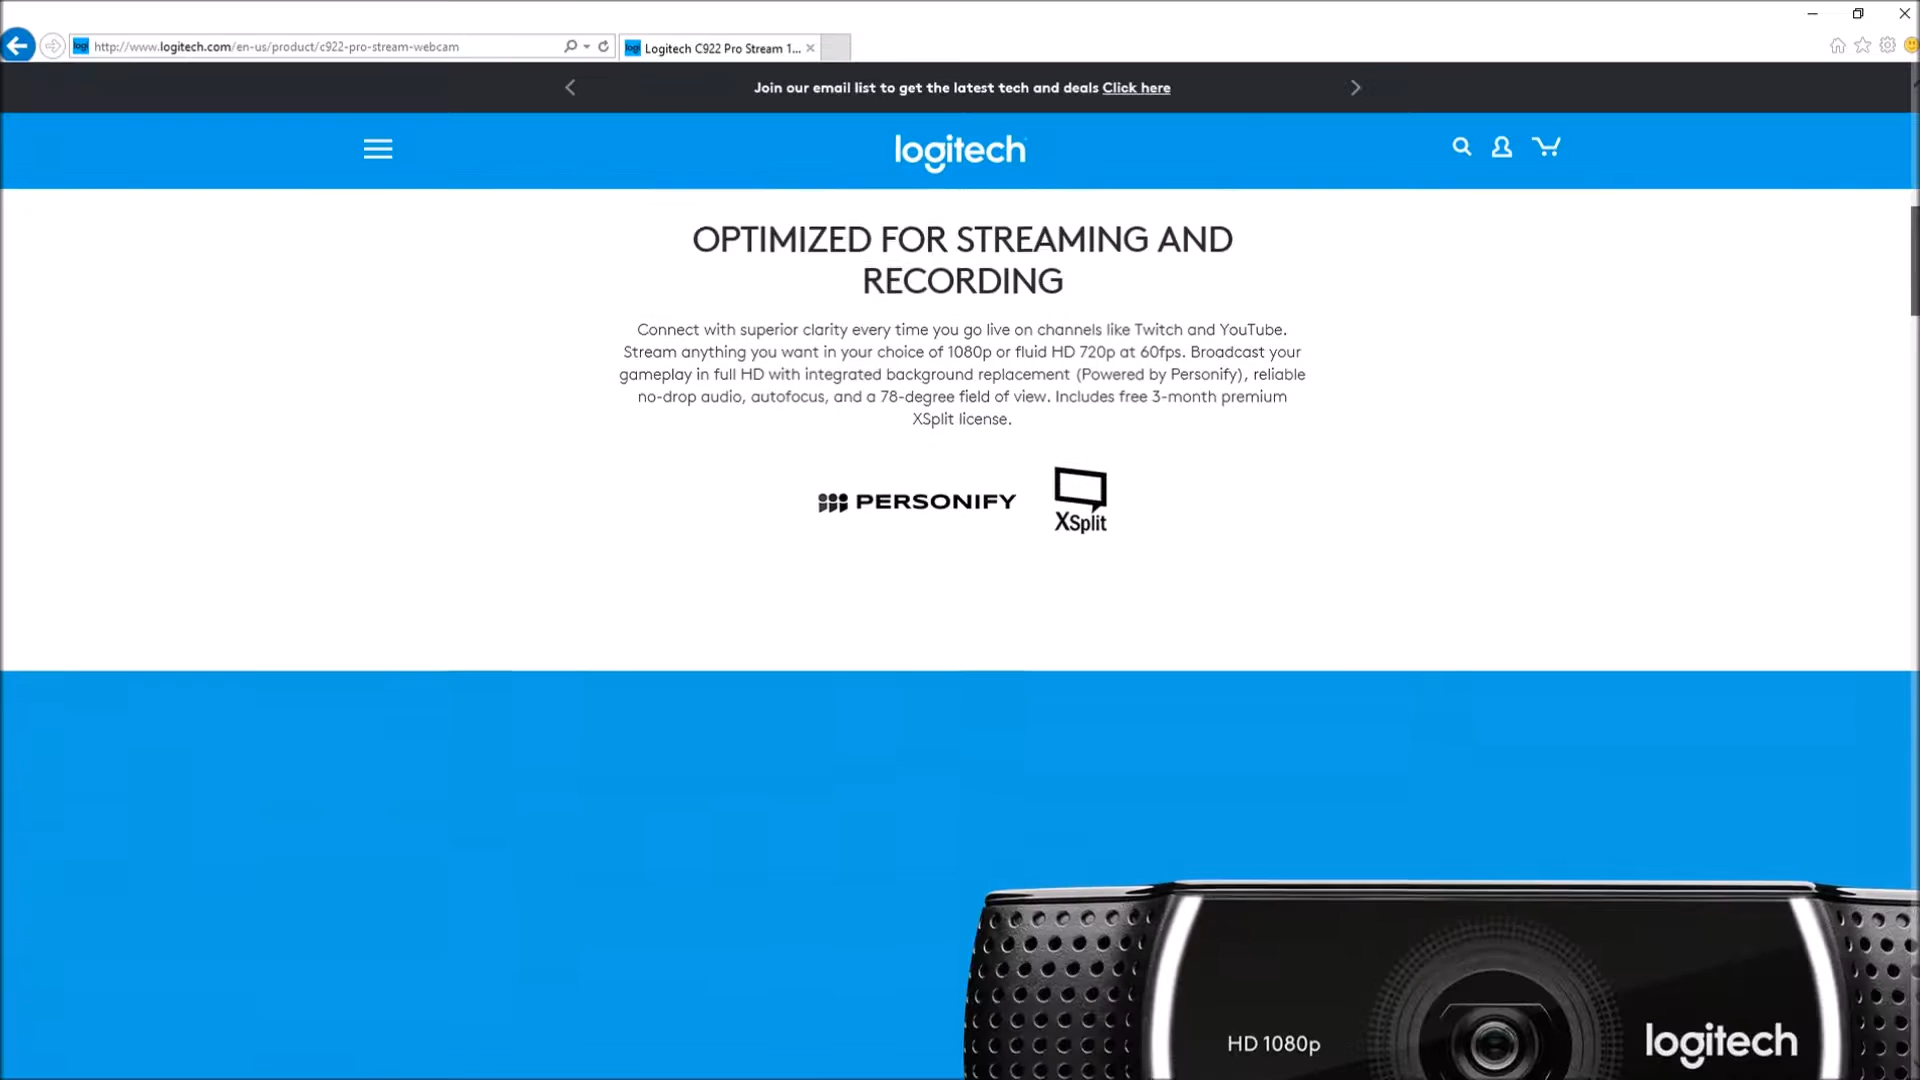 http://www.logitech.com/en-us/product/c922-pro-stream-webcam
Logitech C922 Pro Stream 1...
Join our email list to get the latest tech and deals Click here
logitech
OPTIMIZED FOR STREAMING AND
RECORDING
Connect with superior clarity every time you go live on channels like Twitch and YouTube.
Stream anything you want in your choice of 1080p or fluid HD 720p at 60fps. Broadcast your
gameplay in full HD with integrated background replacement (Powered by Personify), reliable
no-drop audio, autofocus, and a 78-degree field of view. Includes free 3-month premium
XSplit license.
PERSONIFY
XSplit
HD 1080p
logitech